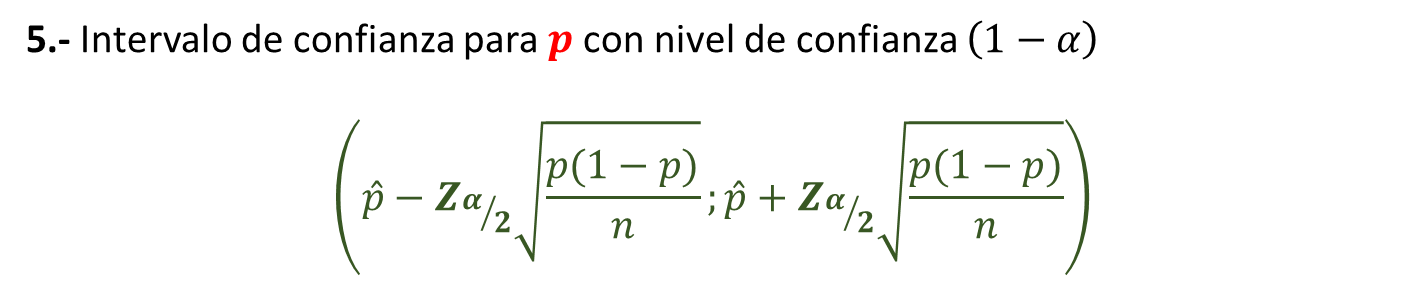 5.- Intervalo de confianza para p con nivel de confianza (1 − α)
(p̂ − Zα/2 √(p(1 − p)/n) ; p̂ + Zα/2 √(p(1 − p)/n))